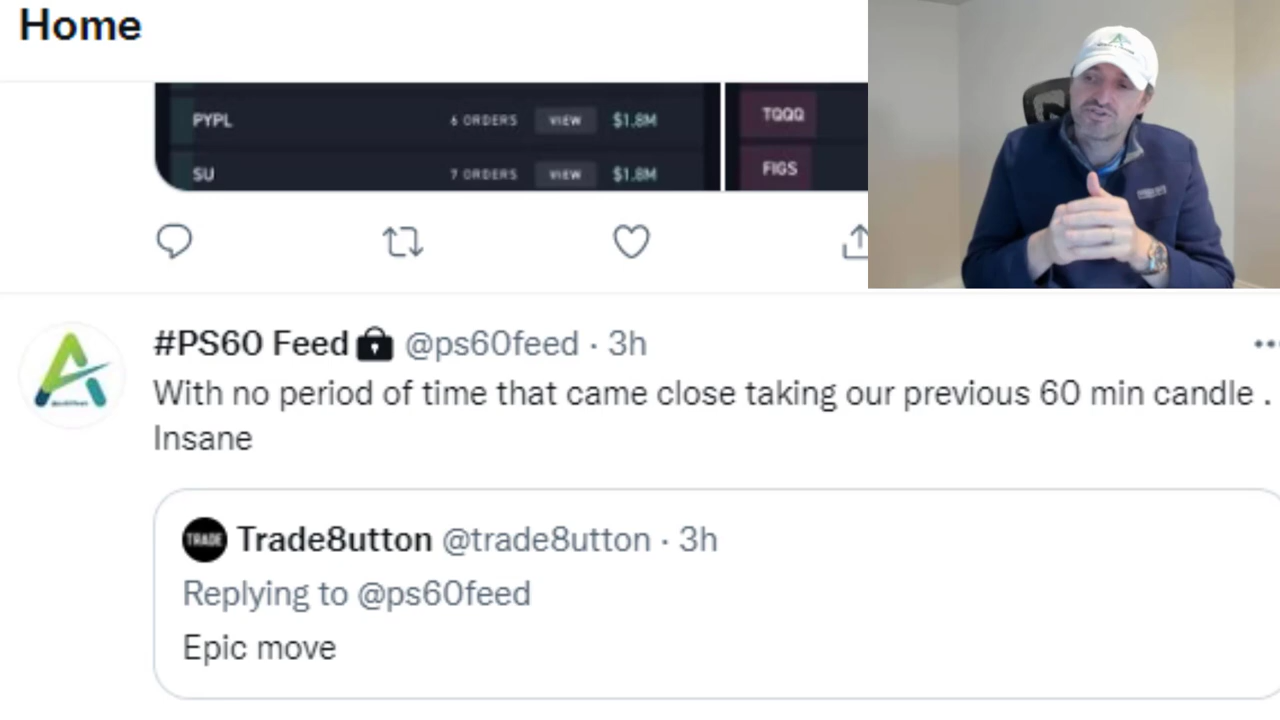 Home
PYPL 6 ORDERS VIEW $1.8M TQQQ
SU 7 ORDERS VIEW $1.8M FIGS
#PS60 Feed @ps60feed · 3h
With no period of time that came close taking our previous 60 min candle .
Insane
TRADE Trade8utton @trade8utton · 3h
Replying to @ps60feed
Epic move